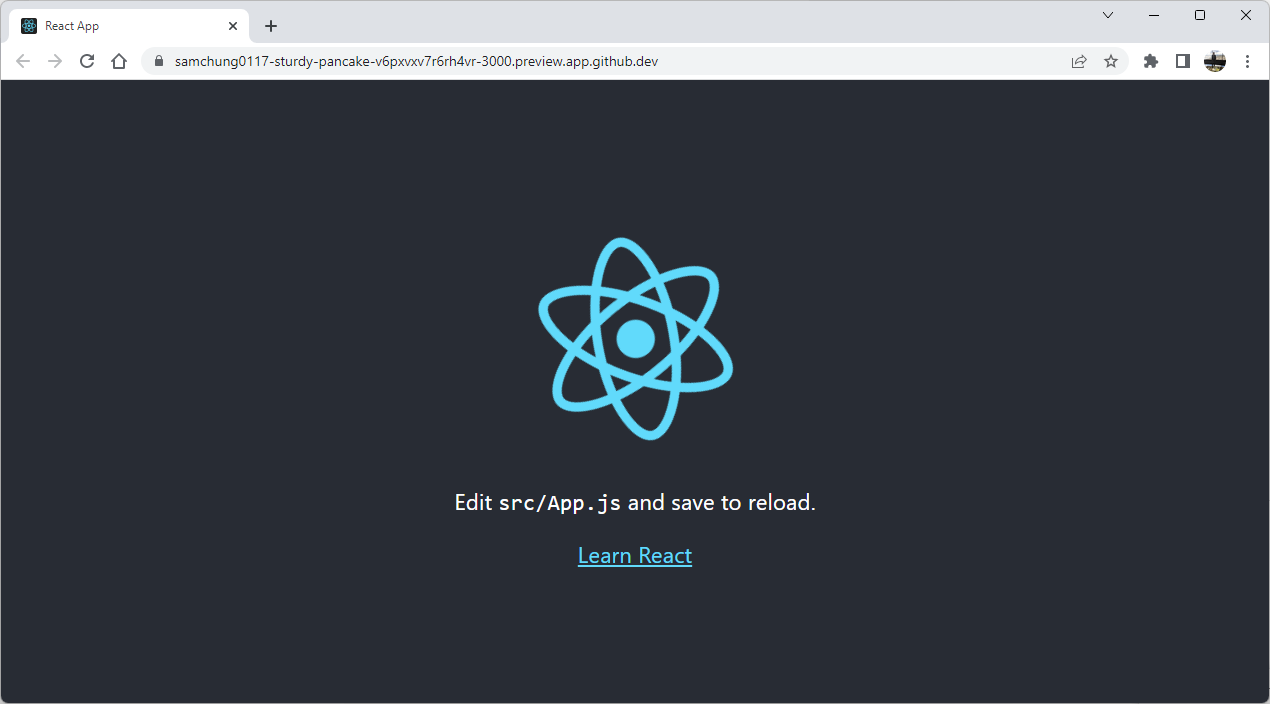 React App
samchung0117-sturdy-pancake-v6pxvxv7r6rh4vr-3000.preview.app.github.dev
Edit src/App.js and save to reload.
Learn React